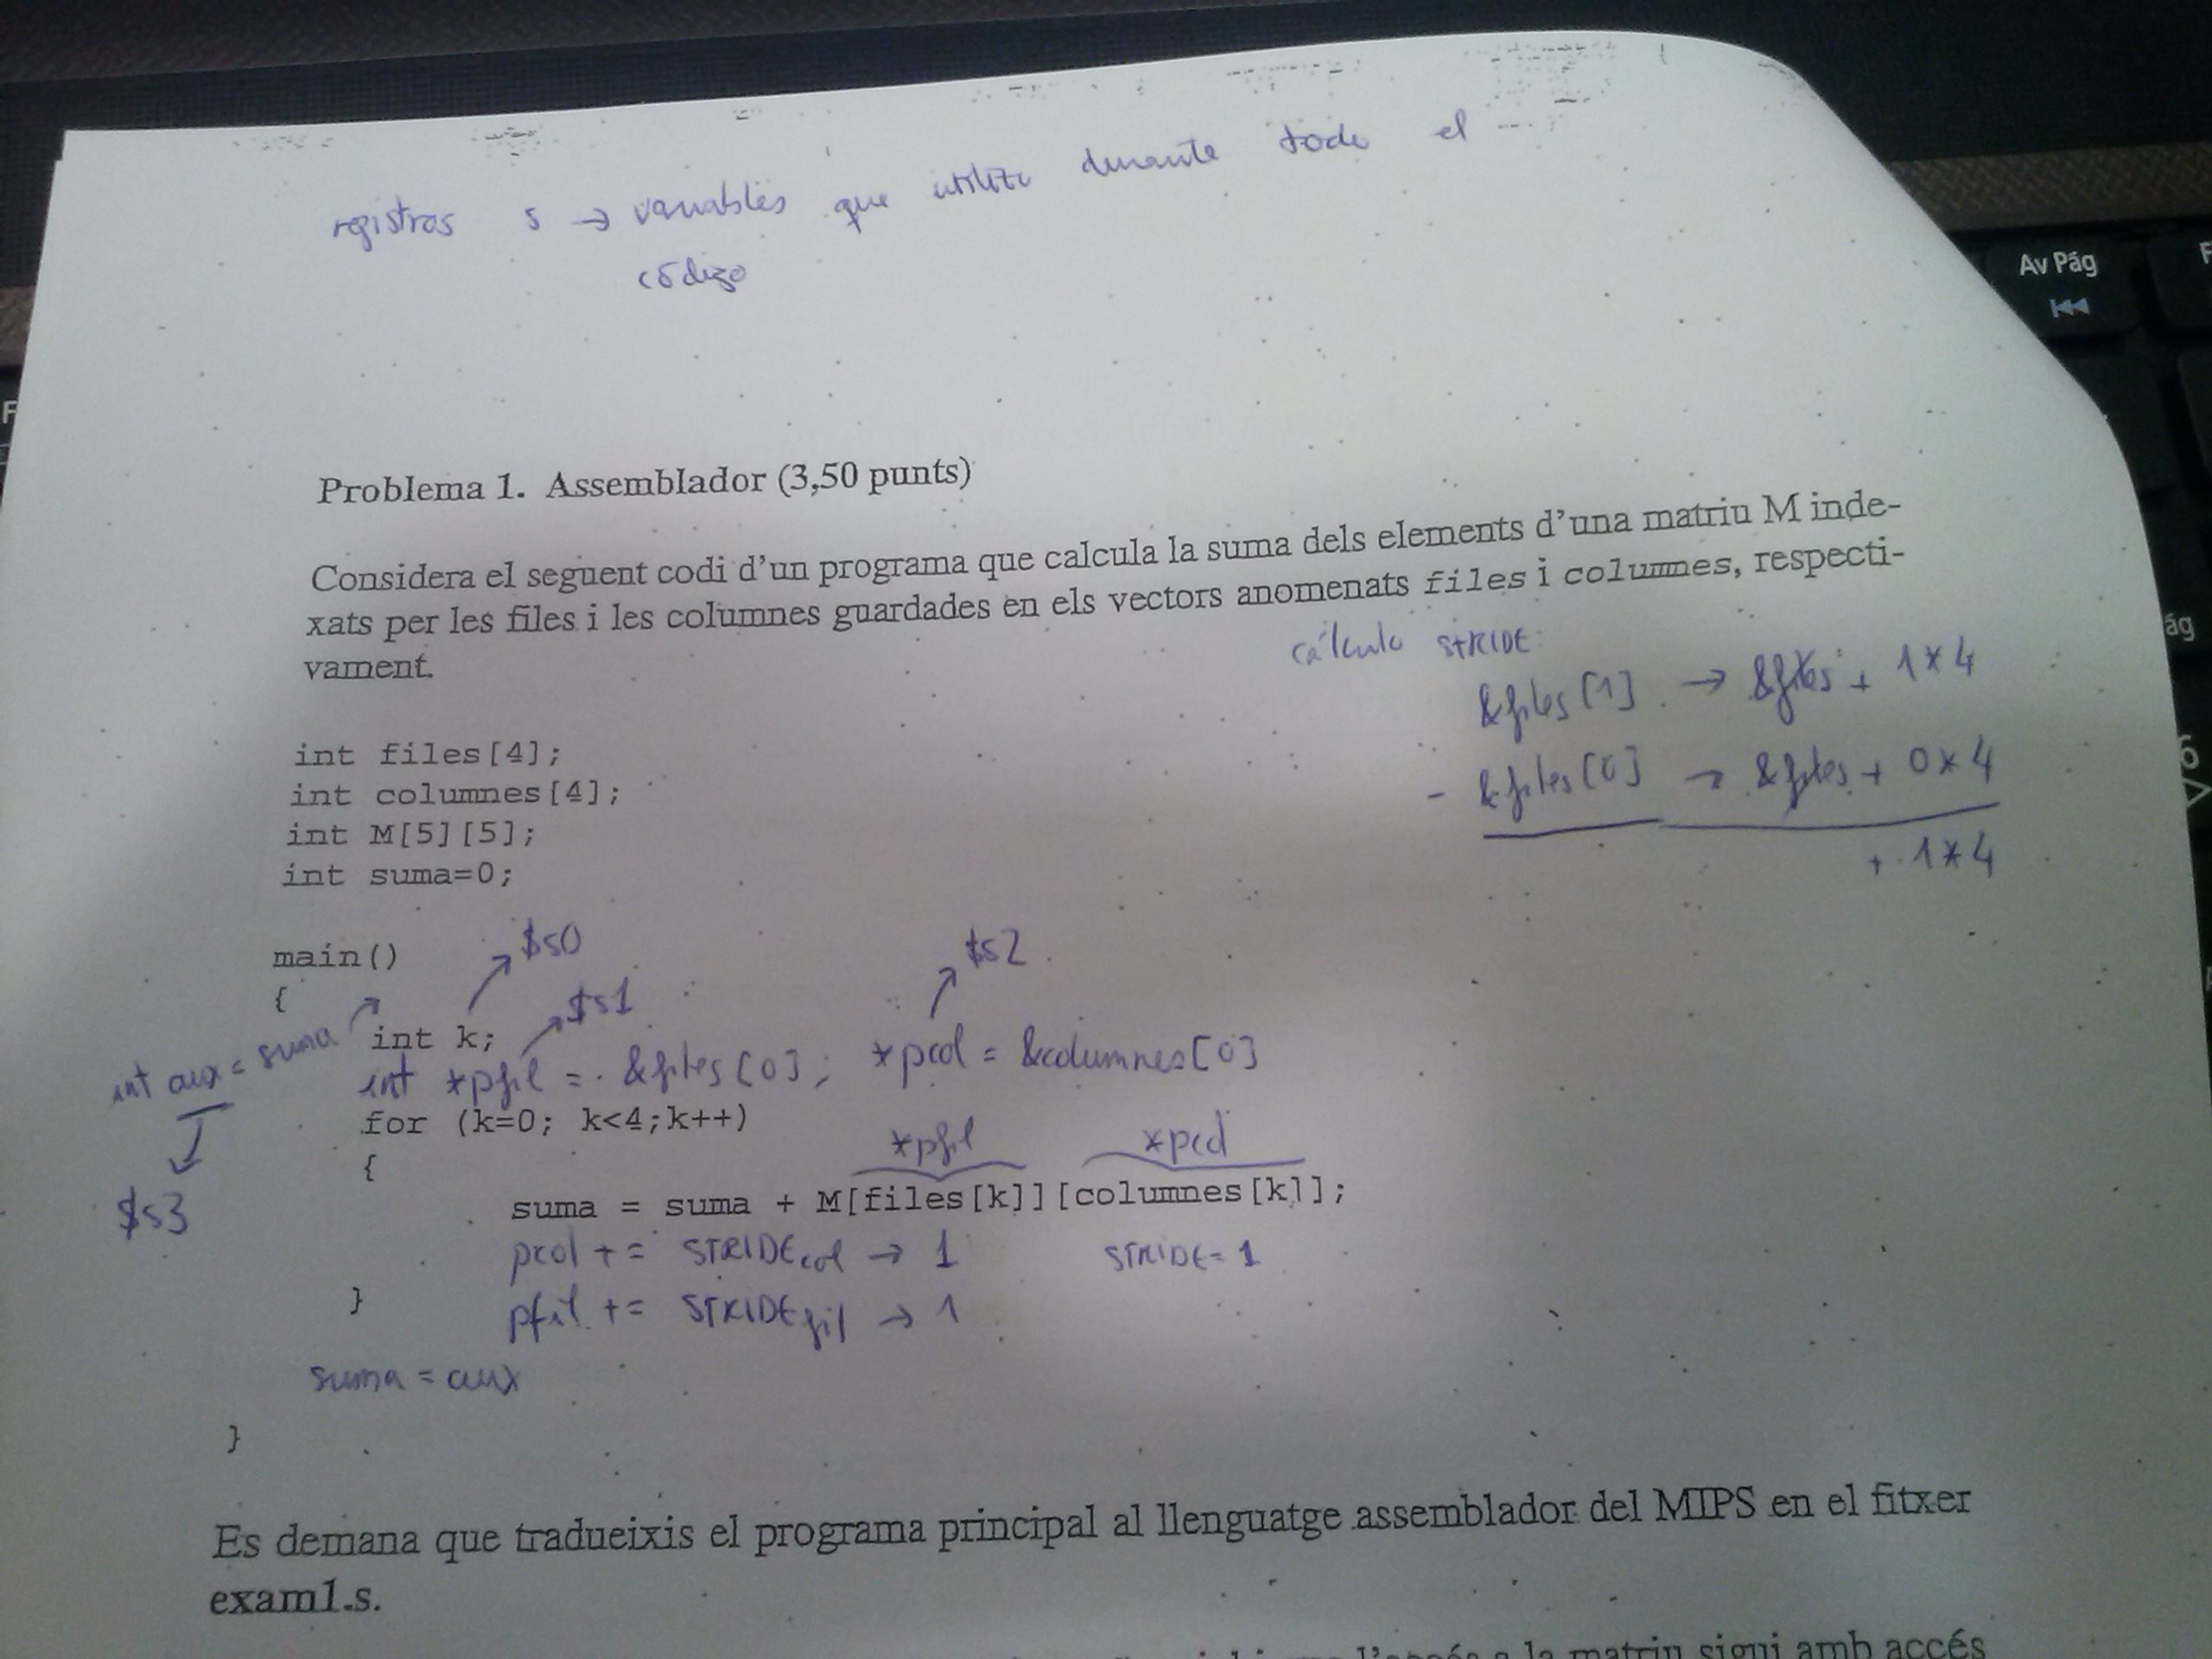 registros s → variables que utilizo durante todo el
código
Av Pág
Problema 1. Assemblador (3,50 punts)
Considera el seguent codi d'un programa que calcula la suma dels elements d'una matriu M inde-
xats per les files i les columnes guardades en els vectors anomenats files i columnes, respecti-
vament.
cálculo STRIDE:
&files[1] → &files + 1*4
- &files[0] → &files + 0*4
+ 1*4
int files[4];
int columnes[4];
int M[5][5];
int suma=0;
main()
$s0
$s2
{
$s1
int aux = suma
int k;
int *pfil = &files[0]; *pcol = &columnes[0]
for (k=0; k<4;k++)
*pfil *pcol
{
$s3
suma = suma + M[files[k]][columnes[k]];
pcol += STRIDEcol → 1 STRIDE = 1
}
pfil += STRIDEfil → 1
suma = aux
}
Es demana que tradueixis el programa principal al llenguatge assemblador del MIPS en el fitxer
exam1.s.
l'accés a la matriu sigui amb accés